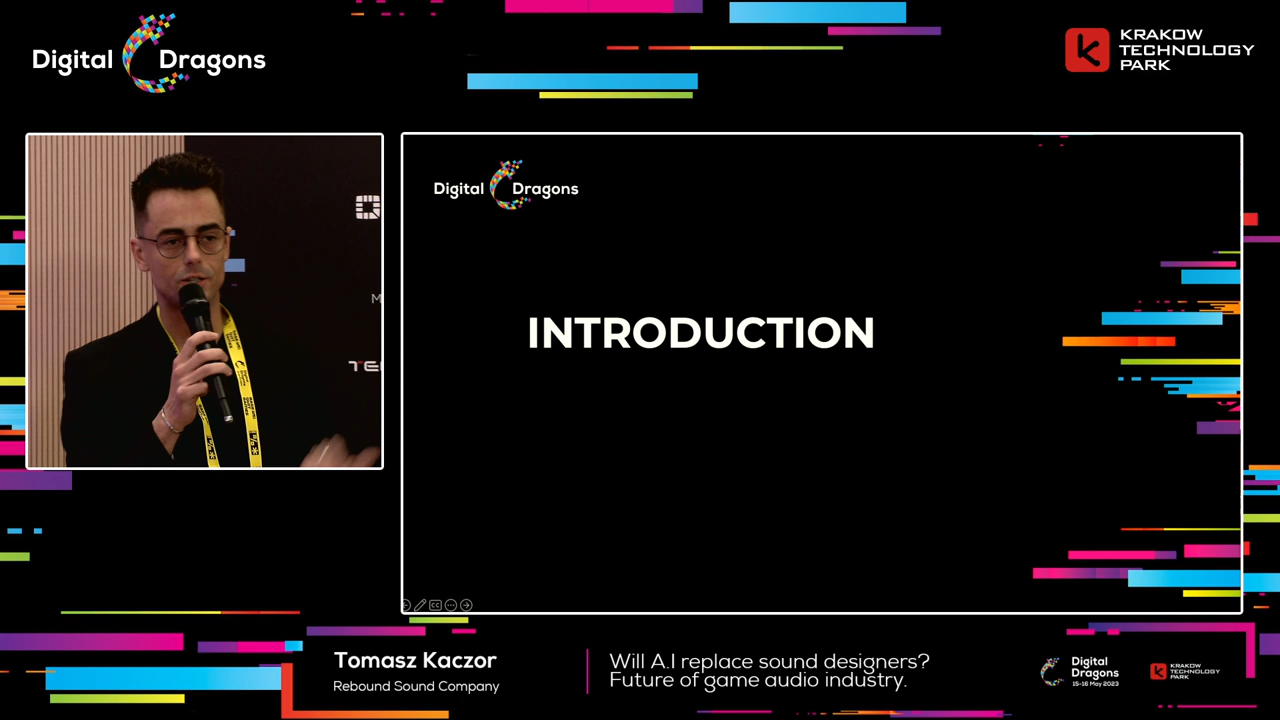 Digital Dragons
KRAKOW
TECHNOLOGY
PARK
Digital Dragons
INTRODUCTION
CC
Tomasz Kaczor
Rebound Sound Company
Will A.I replace sound designers?
Future of game audio industry.
Digital
Dragons
15-16 May 2023
KRAKOW
TECHNOLOGY
PARK